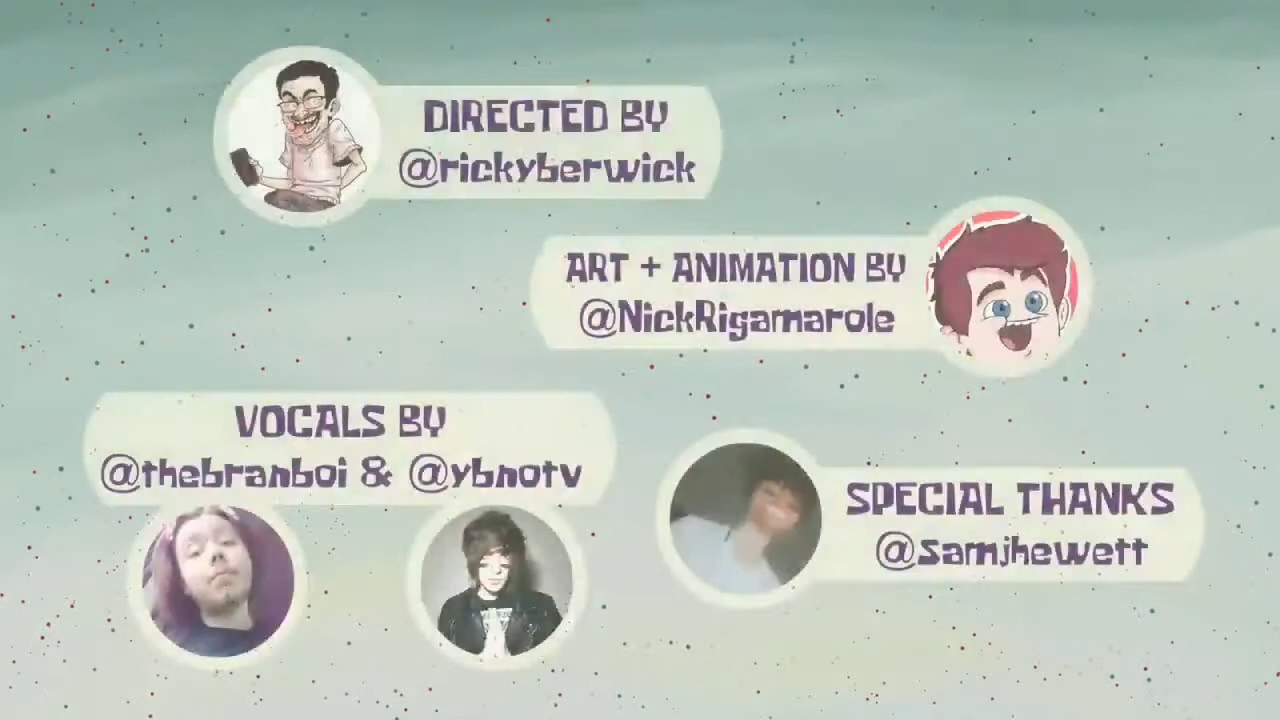 DIRECTED BY
@rickyberwick
ART + ANIMATION BY
@NickRigamarole
VOCALS BY
@thebranboi & @ybnotv
SPECIAL THANKS
@samjhewett